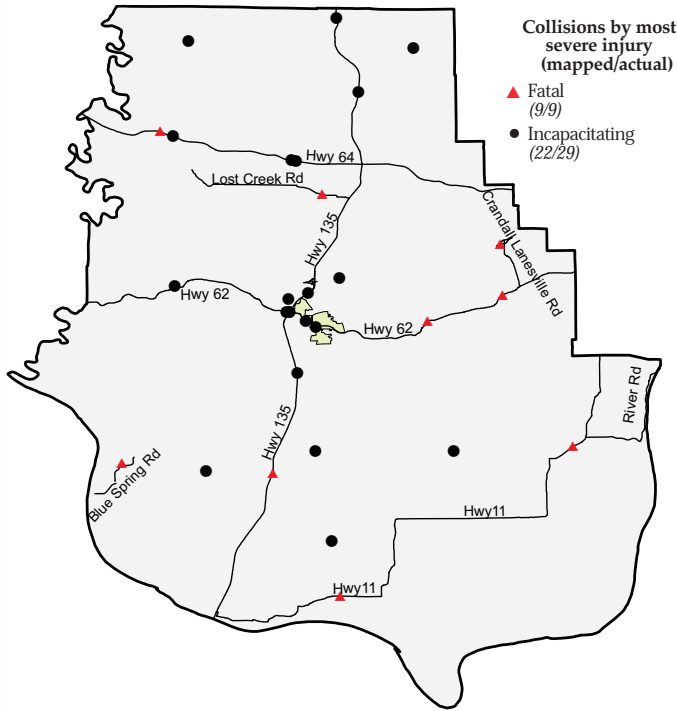 Collisions by most
severe injury
(mapped/actual)
Fatal
(9/9)
Incapacitating
(22/29)
Hwy 64
Lost Creek Rd
Crandall Lanesville Rd
Hwy 135
Hwy 62
Hwy 62
River Rd
Hwy 135
Blue Spring Rd
Hwy11
Hwy11